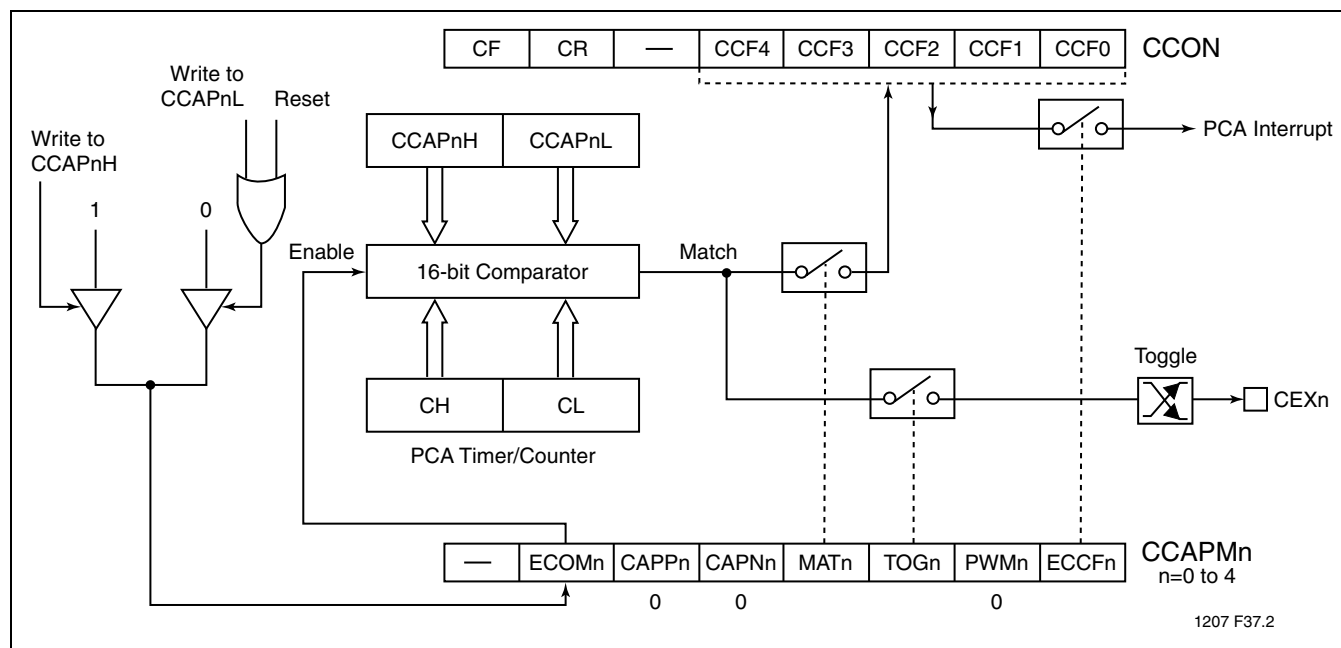 CF CR — CCF4 CCF3 CCF2 CCF1 CCF0 CCON
Write to
CCAPnL
Reset
Write to
CCAPnH
1
0
CCAPnH CCAPnL
PCA Interrupt
Enable
16-bit Comparator
Match
CH CL
PCA Timer/Counter
Toggle
CEXn
— ECOMn CAPPn CAPNn MATn TOGn PWMn ECCFn CCAPMn
n=0 to 4
0 0 0
1207 F37.2